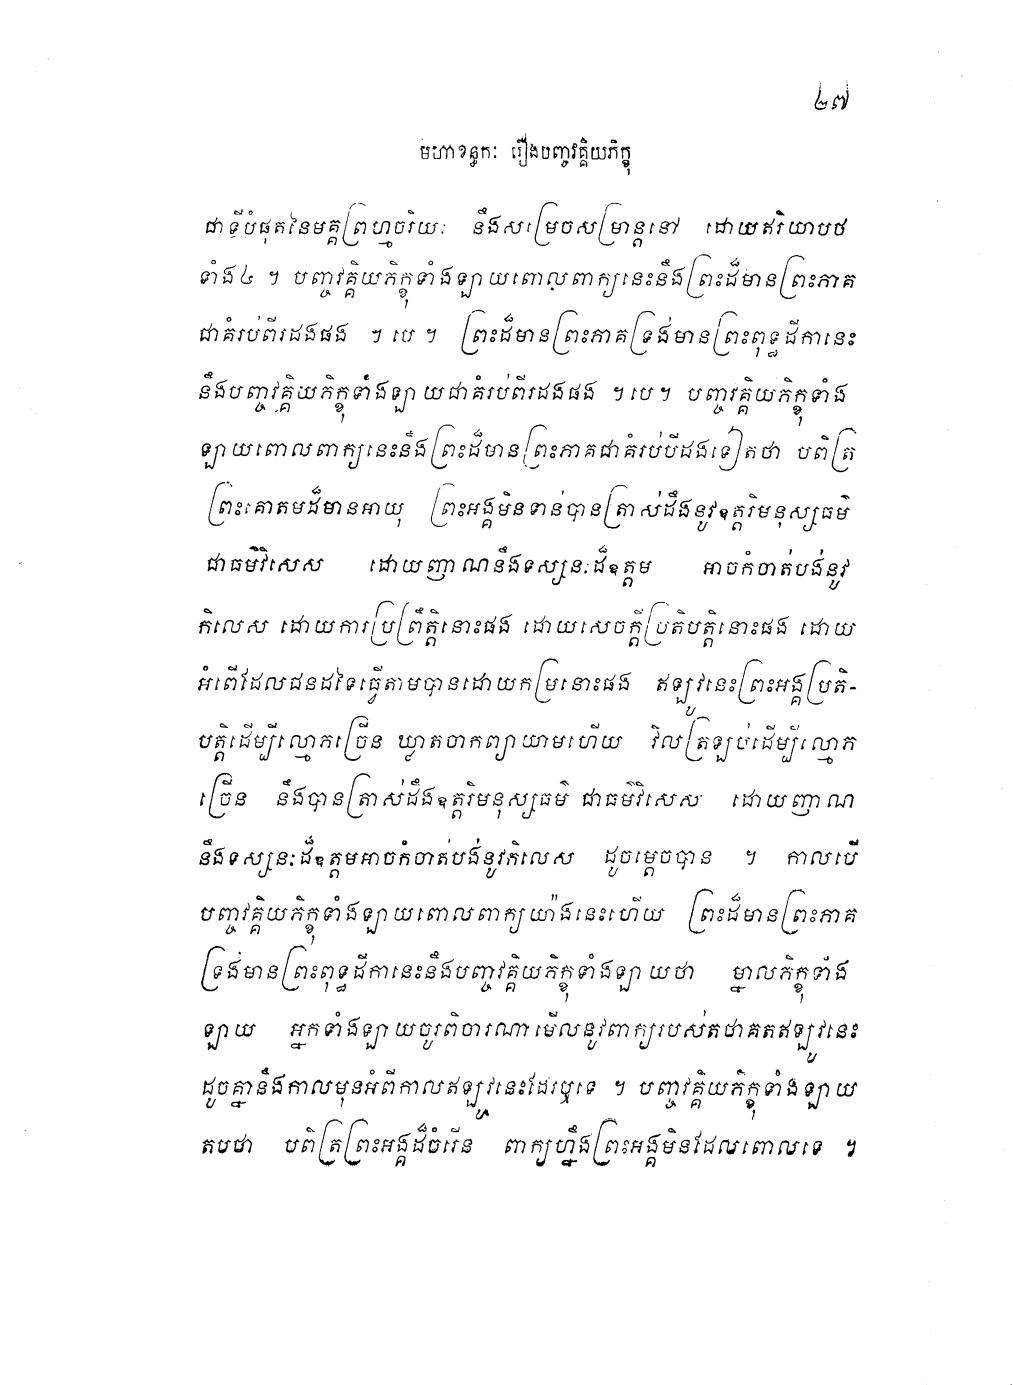 ២៧
មហាខន្ធកៈ រឿងបញ្ចវគ្គិយភិក្ខុ
ជាទីបំផុតនៃមគ្គព្រហ្មចរិយៈ នឹងសម្រេចសម្រាន្តនៅ ដោយឥរិយាបថ
ទាំង៤ ។ បញ្ចវគ្គិយភិក្ខុទាំងឡាយពោលពាក្យនេះនឹងព្រះដ៏មានព្រះភាគ
ជាគំរប់ពីរដងផង ។ បេ ។ ព្រះដ៏មានព្រះភាគទ្រង់មានព្រះពុទ្ធដីកានេះ
នឹងបញ្ចវគ្គិយភិក្ខុទាំងឡាយជាគំរប់ពីរដងផង ។ បេ ។ បញ្ចវគ្គិយភិក្ខុទាំង
ឡាយពោលពាក្យនេះនឹងព្រះដ៏មានព្រះភាគជាគំរប់បីដងទៀតថា បពិត្រ
ព្រះគោតមដ៏មានអាយុ ព្រះអង្គមិនទាន់បានត្រាស់ដឹងនូវឧត្តរិមនុស្សធម៌
ជាធម៌វិសេស ដោយញាណនឹងទស្សនៈដ៏ឧត្តម អាចកំចាត់បង់នូវ
កិលេស ដោយការប្រព្រឹត្តិនោះផង ដោយសេចក្តីប្រតិបត្តិនោះផង ដោយ
អំពើដែលជនដទៃធ្វើតាមបានដោយកម្រនោះផង ឥឡូវនេះព្រះអង្គប្រតិ-
បត្តិដើម្បីល្មោភច្រើន ឃ្លាតចាកព្យាយាមហើយ វិលត្រឡប់ដើម្បីល្មោភ
ច្រើន នឹងបានត្រាស់ដឹងឧត្តរិមនុស្សធម៌ ជាធម៌វិសេស ដោយញាណ
នឹងទស្សនៈដ៏ឧត្តមអាចកំចាត់បង់នូវកិលេស ដូចម្តេចបាន ។ កាលបើ
បញ្ចវគ្គិយភិក្ខុទាំងឡាយពោលពាក្យយ៉ាងនេះហើយ ព្រះដ៏មានព្រះភាគ
ទ្រង់មានព្រះពុទ្ធដីកានេះនឹងបញ្ចវគ្គិយភិក្ខុទាំងឡាយថា ម្នាលភិក្ខុទាំង
ឡាយ អ្នកទាំងឡាយចូរពិចារណាមើលនូវពាក្យរបស់តថាគតឥឡូវនេះ
ដូចគ្នានឹងកាលមុនអំពីកាលឥឡូវនេះដែរឬទេ ។ បញ្ចវគ្គិយភិក្ខុទាំងឡាយ
តបថា បពិត្រព្រះអង្គដ៏ចំរើន ពាក្យហ្នឹងព្រះអង្គមិនដែលពោលទេ ។